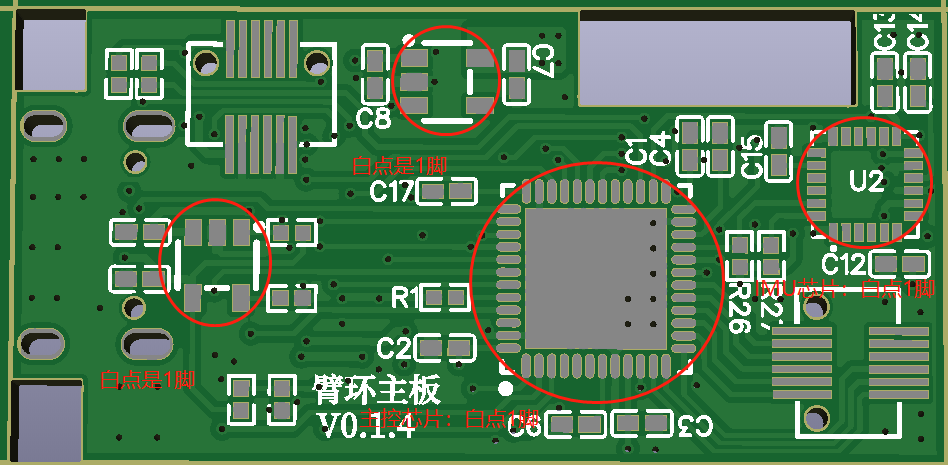 C13
C12
C7
C8
白点是1脚
C1
C4
C15
U2
C17
C12
IMU芯片：白点1脚
R26
R27
R1
C2
白点是1脚
臂环主板
V0.1.4
主控芯片：白点1脚
C6
C3